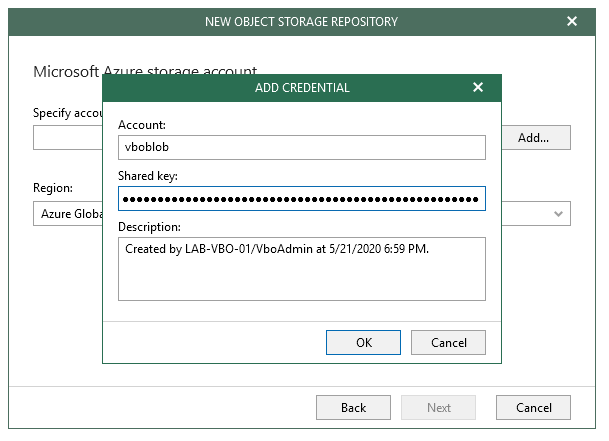 NEW OBJECT STORAGE REPOSITORY
Microsoft Azure storage account
ADD CREDENTIAL
Specify accou
Account:
vboblob
Add...
Shared key:
Region:
Azure Globa
Description:
Created by LAB-VBO-01/VboAdmin at 5/21/2020 6:59 PM.
OK
Cancel
Back
Next
Cancel